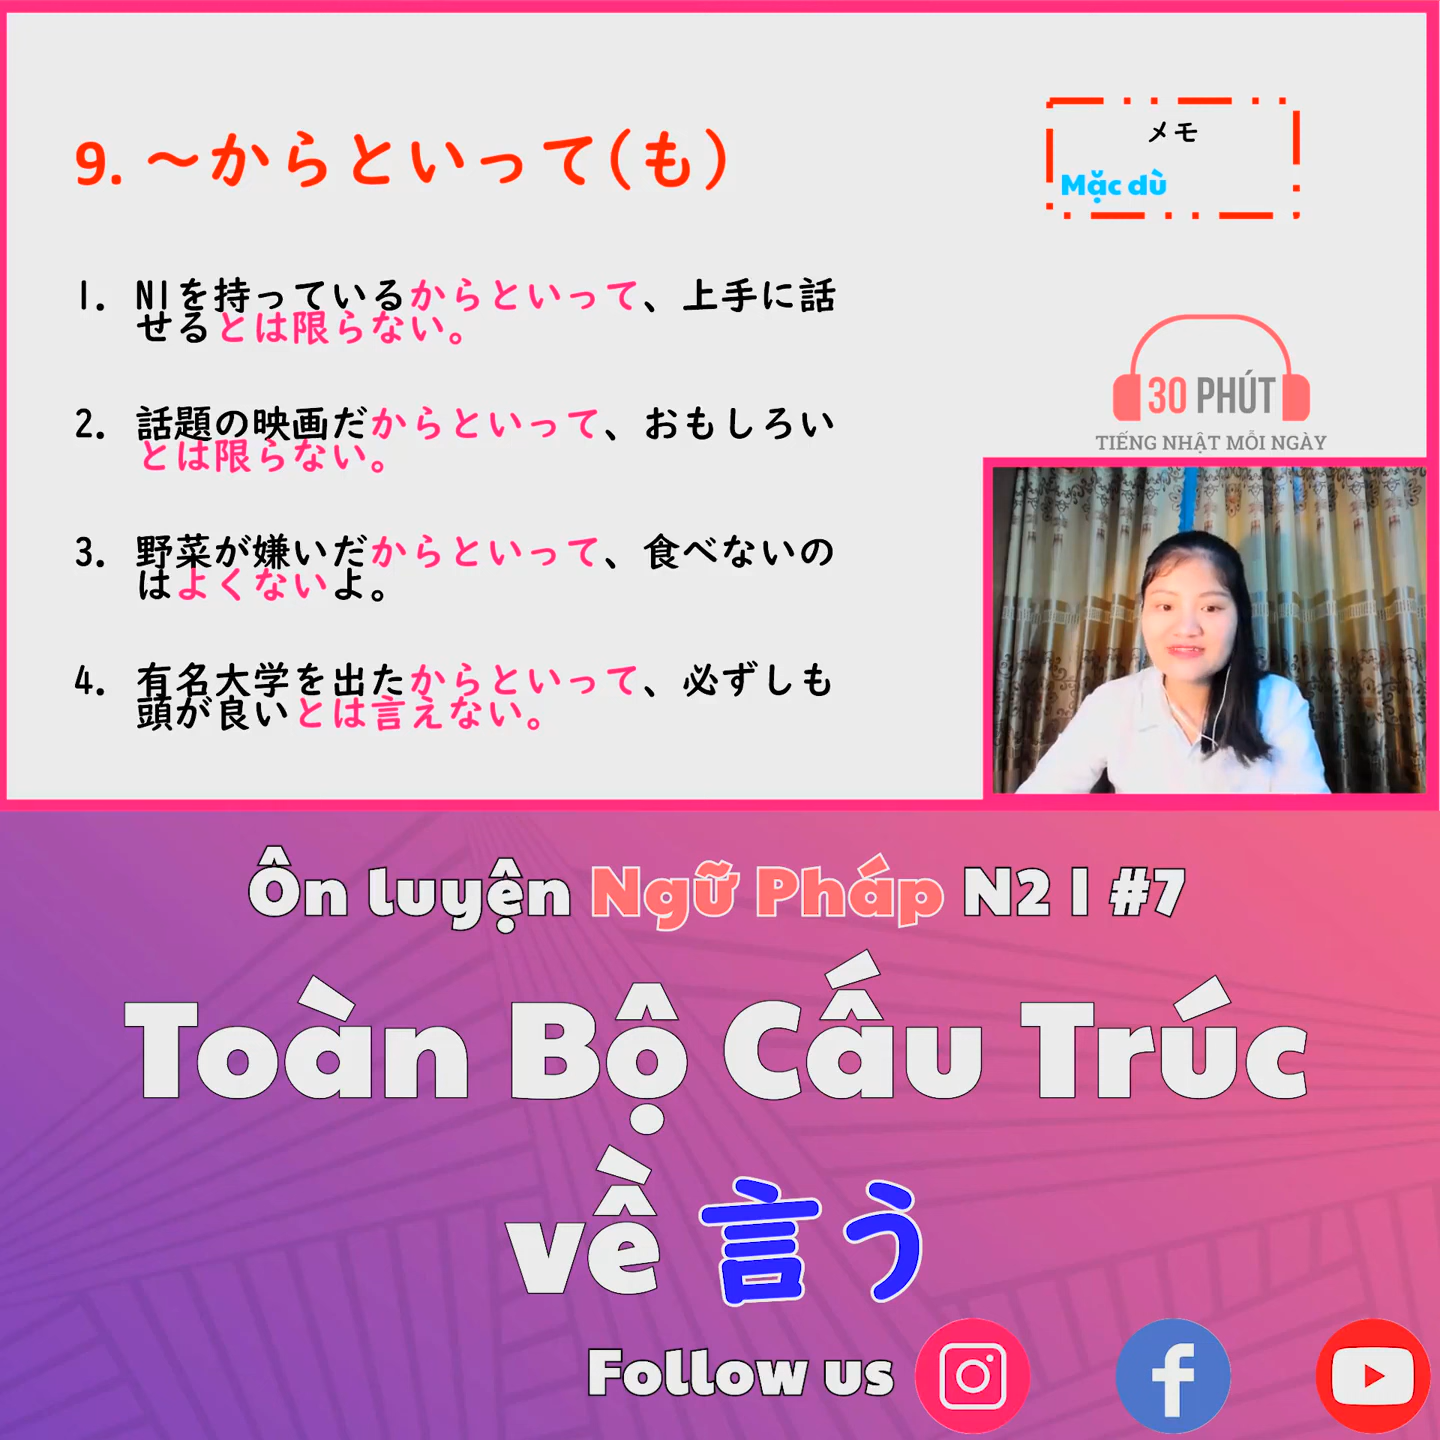 9. ～からといって(も)
メモ
Mặc dù
1. N1を持っているからといって、上手に話
せるとは限らない。
2. 話題の映画だからといって、おもしろい
とは限らない。
3. 野菜が嫌いだからといって、食べないの
はよくないよ。
4. 有名大学を出たからといって、必ずしも
頭が良いとは言えない。
30 PHÚT
TIẾNG NHẬT MỖI NGÀY
Ôn luyện Ngữ Pháp N2 | #7
Toàn Bộ Cấu Trúc
về 言う
Follow us